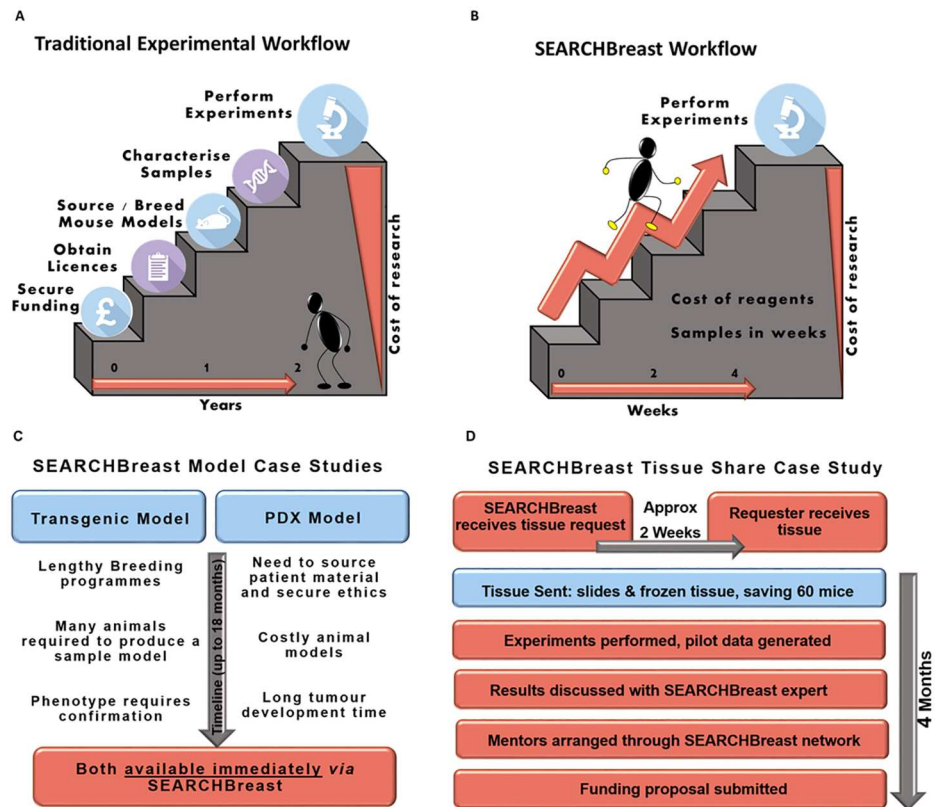 A
Traditional Experimental Workflow
Perform
Experiments
Characterise
Samples
Source / Breed
Mouse Models
Obtain
Licences
Secure
Funding
£
Cost of research
0 1 2
Years
B
SEARCHBreast Workflow
Perform
Experiments
Cost of reagents
Samples in weeks
Cost of research
0 2 4
Weeks
C
SEARCHBreast Model Case Studies
Transgenic Model
PDX Model
Lengthy Breeding
programmes
Many animals
required to produce a
sample model
Phenotype requires
confirmation
Timeline (up to 18 months)
Need to source
patient material
and secure ethics
Costly animal
models
Long tumour
development time
Both available immediately via
SEARCHBreast
D
SEARCHBreast Tissue Share Case Study
SEARCHBreast
receives tissue request
Approx
2 Weeks
Requester receives
tissue
Tissue Sent: slides & frozen tissue, saving 60 mice
Experiments performed, pilot data generated
Results discussed with SEARCHBreast expert
Mentors arranged through SEARCHBreast network
Funding proposal submitted
4 Months